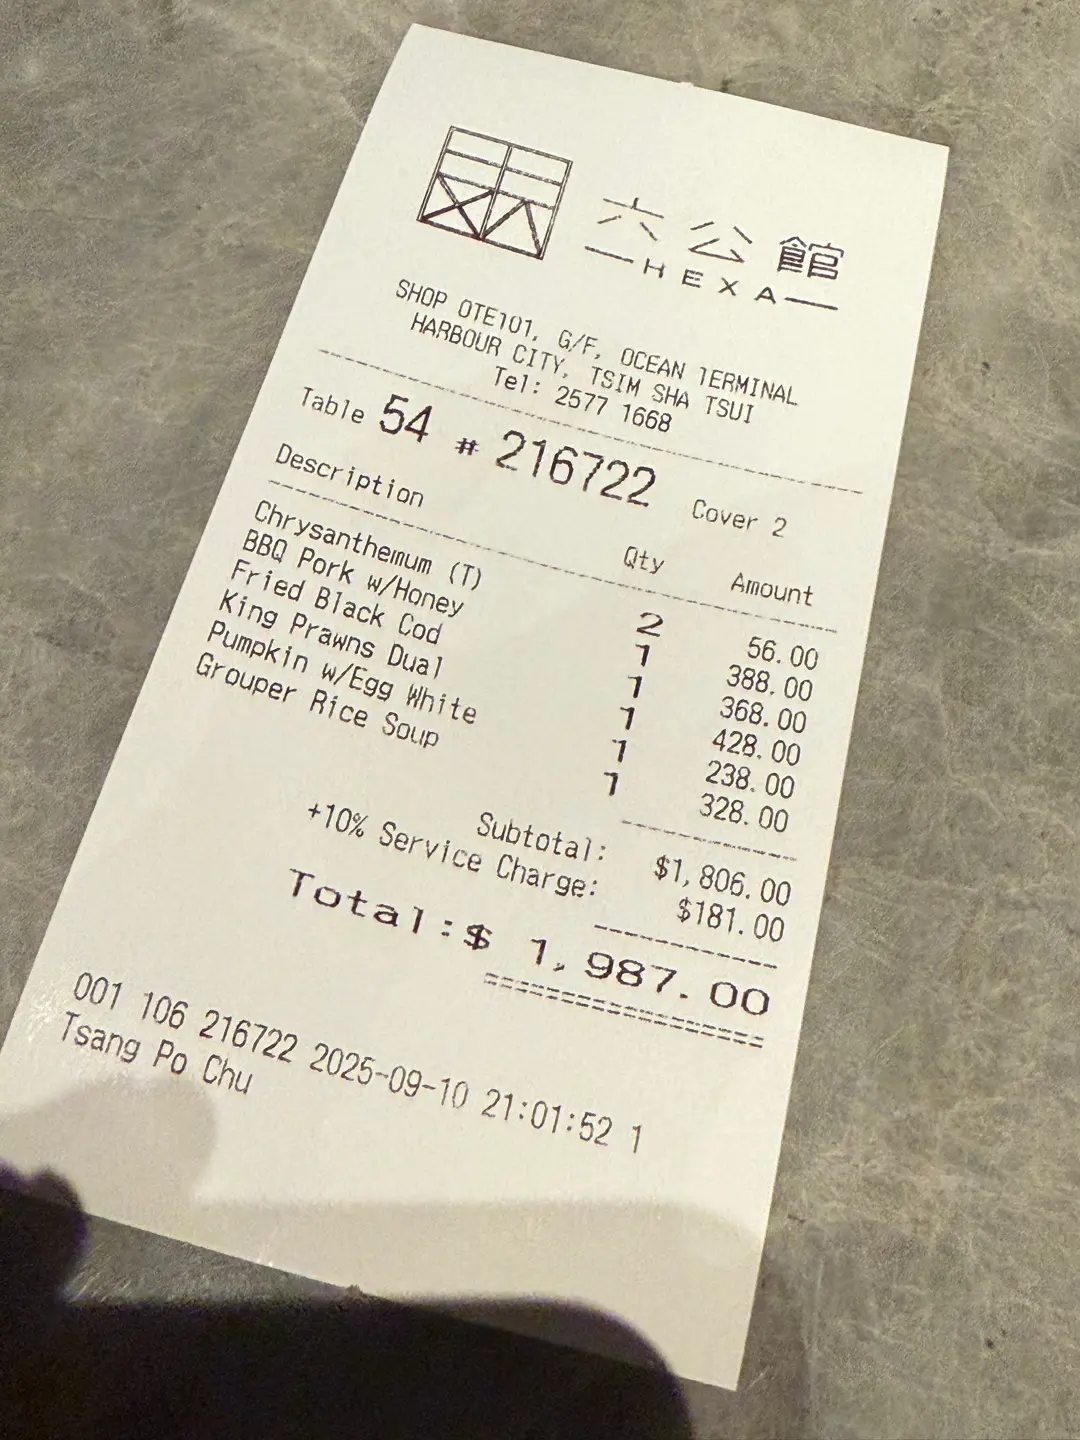 六公館
HEXA
SHOP OTE101, G/F, OCEAN TERMINAL
HARBOUR CITY, TSIM SHA TSUI
Tel: 2577 1668
Table 54 # 216722 Cover 2
Description Qty Amount
Chrysanthemum (T) 2 56.00
BBQ Pork w/Honey 1 388.00
Fried Black Cod 1 368.00
King Prawns Dual 1 428.00
Pumpkin w/Egg White 1 238.00
Grouper Rice Soup 1 328.00
Subtotal: $1,806.00
+10% Service Charge: $181.00
Total:$ 1,987.00
001 106 216722 2025-09-10 21:01:52 1
Tsang Po Chu